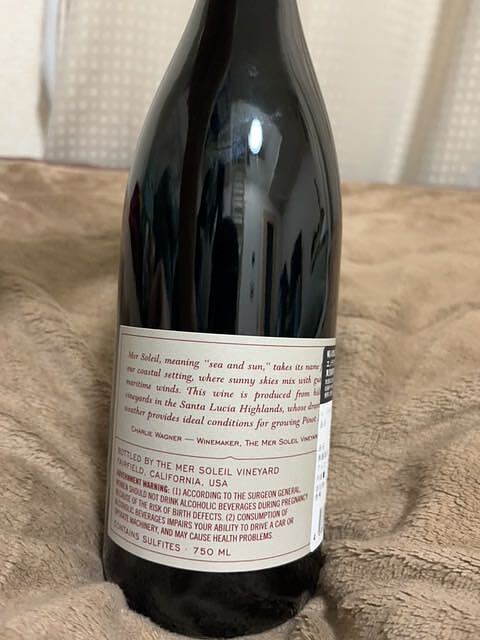 Mer Soleil, meaning "sea and sun," takes its name
our coastal setting, where sunny skies mix with
maritime winds. This wine is produced from
vineyards in the Santa Lucia Highlands, whose
weather provides ideal conditions for growing Pinot
CHARLIE WAGNER — WINEMAKER, THE MER SOLEIL VINEYARD
BOTTLED BY THE MER SOLEIL VINEYARD
FAIRFIELD, CALIFORNIA, USA
GOVERNMENT WARNING: (1) ACCORDING TO THE SURGEON GENERAL,
WOMEN SHOULD NOT DRINK ALCOHOLIC BEVERAGES DURING PREGNANCY
BECAUSE OF THE RISK OF BIRTH DEFECTS. (2) CONSUMPTION OF
ALCOHOLIC BEVERAGES IMPAIRS YOUR ABILITY TO DRIVE A CAR OR
OPERATE MACHINERY, AND MAY CAUSE HEALTH PROBLEMS.
CONTAINS SULFITES · 750 ML